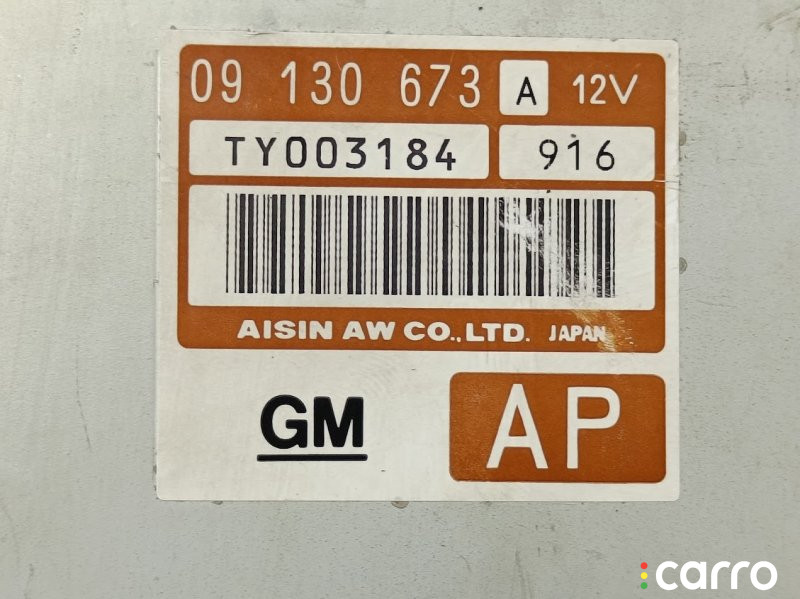 09 130 673 A 12V
TY003184 916
AISIN AW CO.,LTD. JAPAN
GM AP
carro